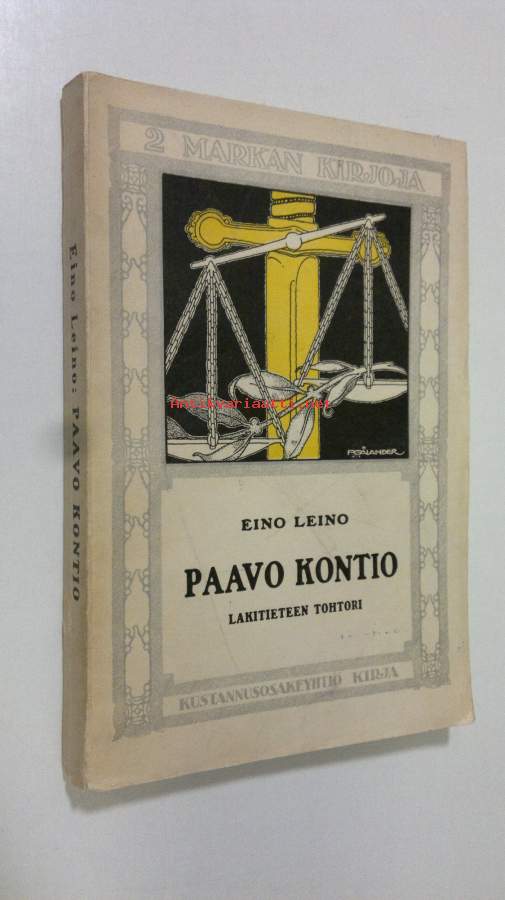 2 MARKAN KIRJOJA
EINO LEINO
PAAVO KONTIO
LAKITIETEEN TOHTORI
KUSTANNUSOSAKEYHTIÖ KIRJA
Eino Leino: PAAVO KONTIO
Antikvariaatti.net